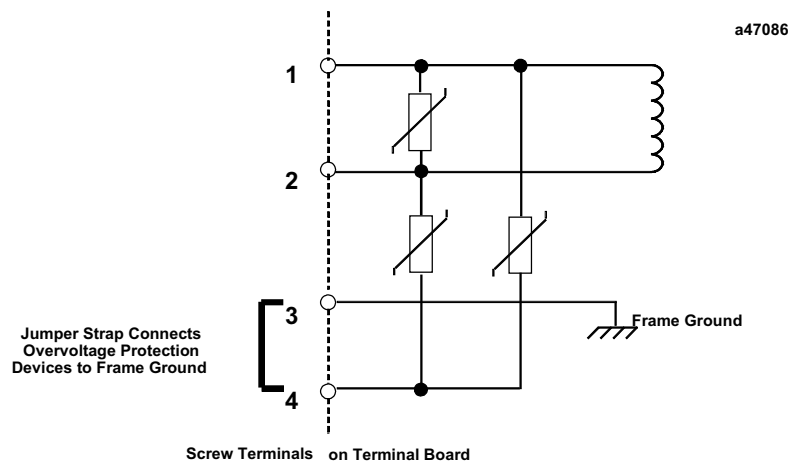 a47086
1
2
3
Frame Ground
Jumper Strap Connects
Overvoltage Protection
Devices to Frame Ground
4
Screw Terminals on Terminal Board